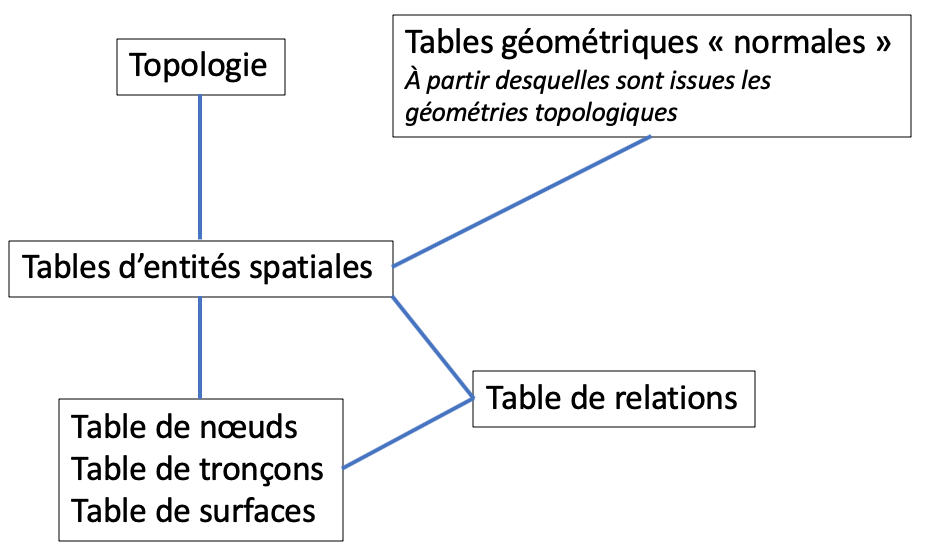 Topologie
Tables géométriques « normales »
À partir desquelles sont issues les
géométries topologiques
Tables d’entités spatiales
Table de relations
Table de nœuds
Table de tronçons
Table de surfaces